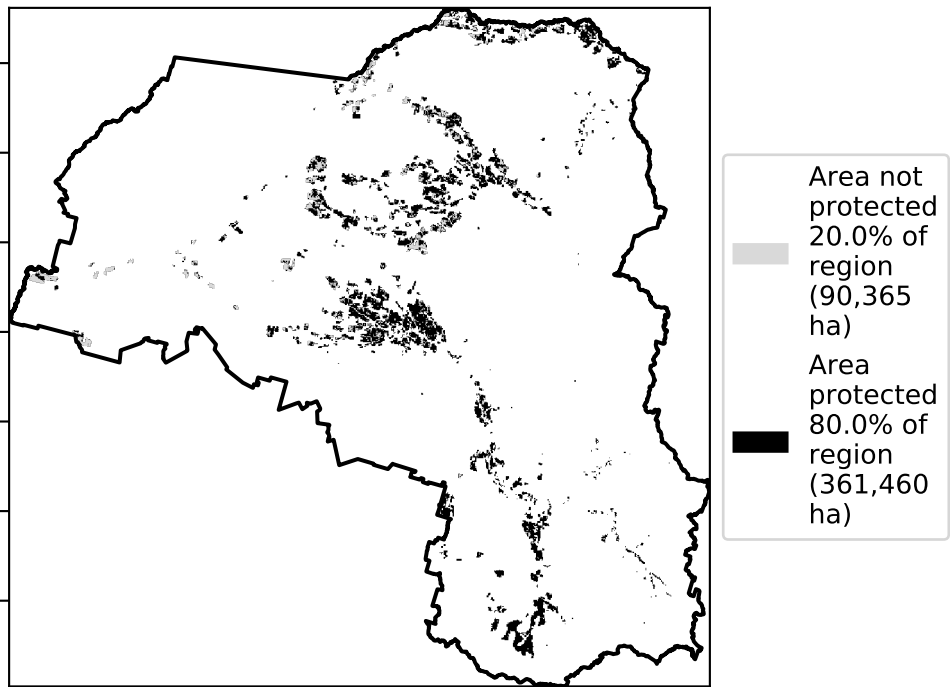 Area not
protected
20.0% of
region
(90,365
ha)
Area
protected
80.0% of
region
(361,460
ha)